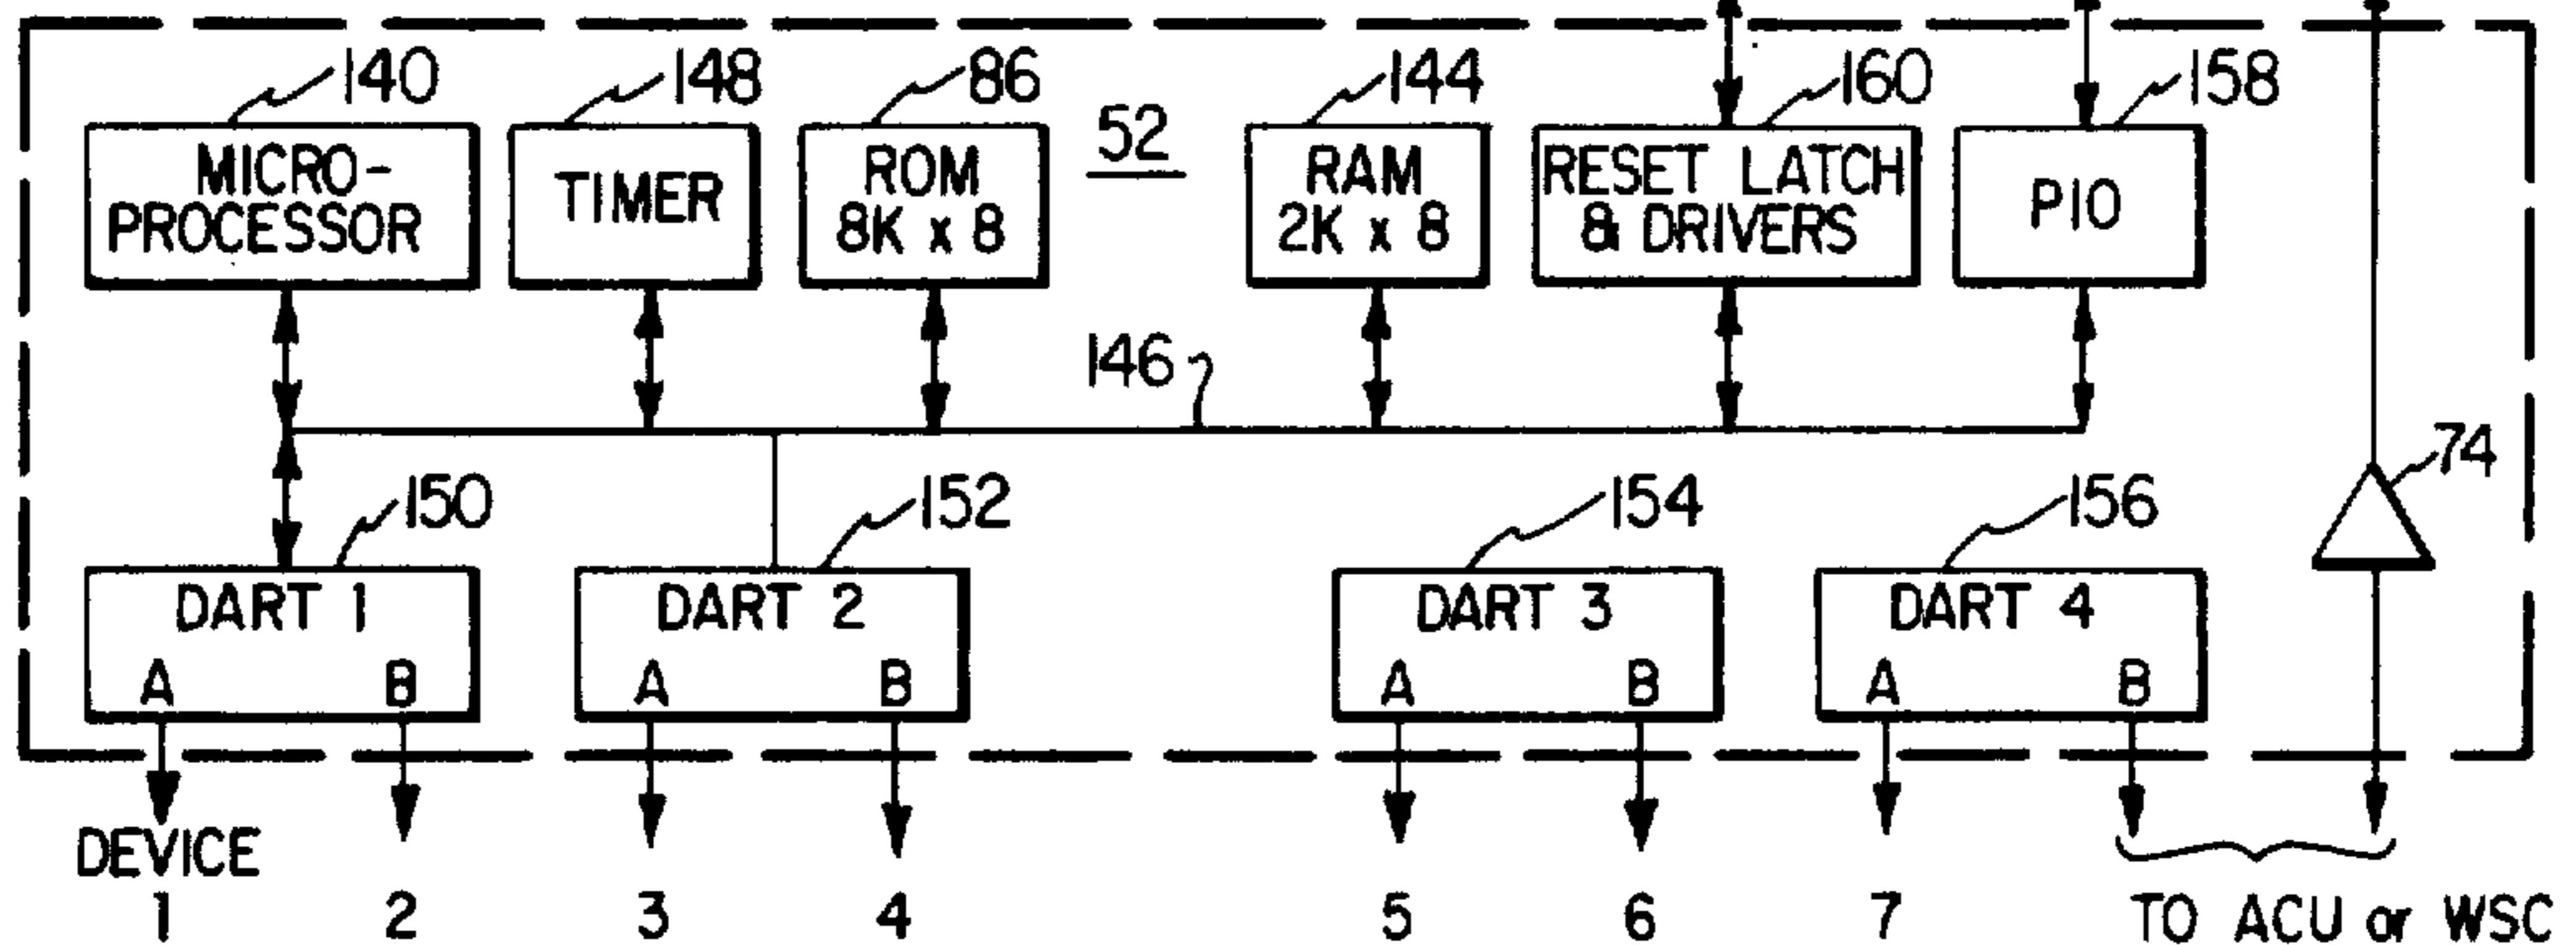 140
148
86
144
160
158
52
MICRO-
PROCESSOR
TIMER
ROM
8K x 8
RAM
2K x 8
RESET LATCH
& DRIVERS
PIO
146
74
150
152
154
156
DART 1
A B
DART 2
A B
DART 3
A B
DART 4
A B
DEVICE
1 2 3 4 5 6 7 TO ACU or WSC